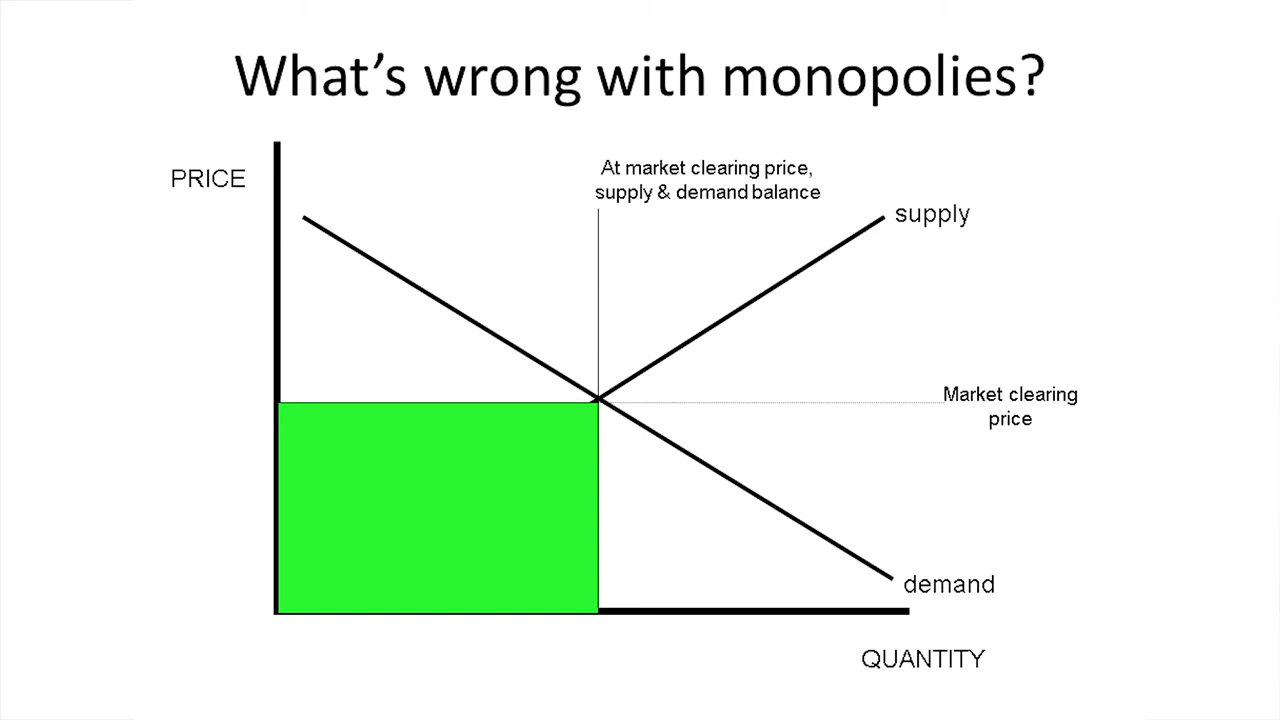 What’s wrong with monopolies?
PRICE
At market clearing price,
supply & demand balance
supply
Market clearing
price
demand
QUANTITY